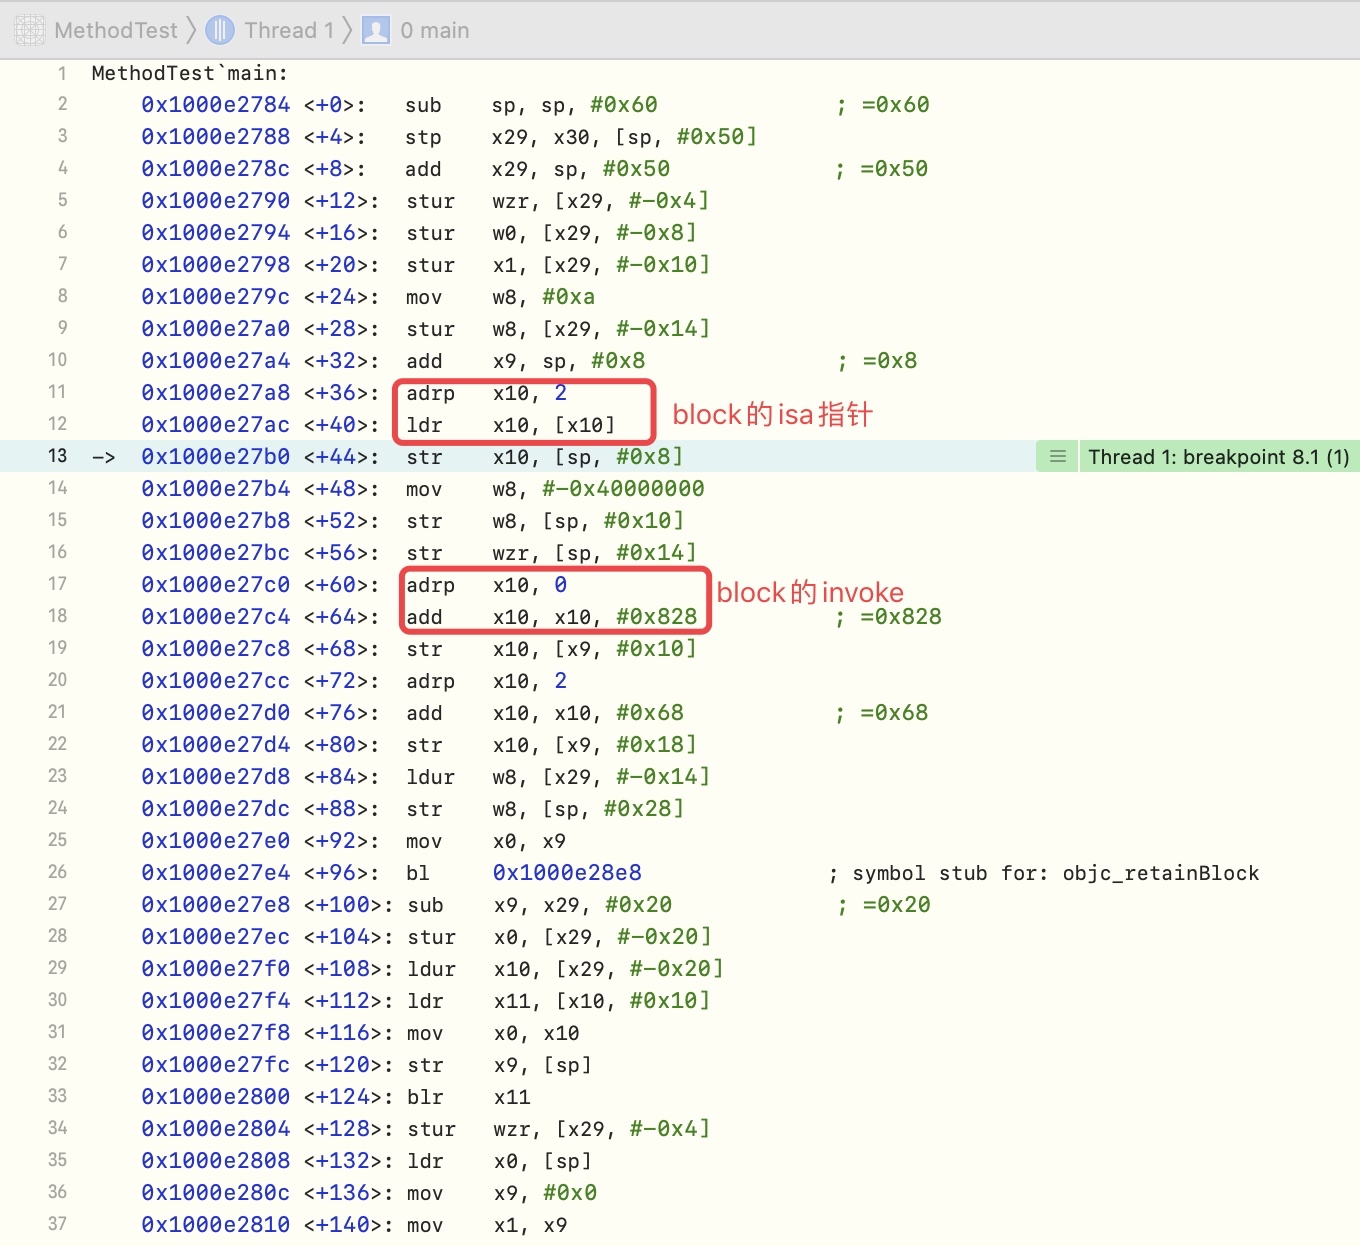 MethodTest 〉 Thread 1 〉 0 main
1 MethodTest`main:
2 0x1000e2784 <+0>: sub sp, sp, #0x60 ; =0x60
3 0x1000e2788 <+4>: stp x29, x30, [sp, #0x50]
4 0x1000e278c <+8>: add x29, sp, #0x50 ; =0x50
5 0x1000e2790 <+12>: stur wzr, [x29, #-0x4]
6 0x1000e2794 <+16>: stur w0, [x29, #-0x8]
7 0x1000e2798 <+20>: stur x1, [x29, #-0x10]
8 0x1000e279c <+24>: mov w8, #0xa
9 0x1000e27a0 <+28>: stur w8, [x29, #-0x14]
10 0x1000e27a4 <+32>: add x9, sp, #0x8 ; =0x8
11 0x1000e27a8 <+36>: adrp x10, 2
block的isa指针
12 0x1000e27ac <+40>: ldr x10, [x10]
13 -> 0x1000e27b0 <+44>: str x10, [sp, #0x8] Thread 1: breakpoint 8.1 (1)
14 0x1000e27b4 <+48>: mov w8, #-0x40000000
15 0x1000e27b8 <+52>: str w8, [sp, #0x10]
16 0x1000e27bc <+56>: str wzr, [sp, #0x14]
17 0x1000e27c0 <+60>: adrp x10, 0
block的invoke
18 0x1000e27c4 <+64>: add x10, x10, #0x828 ; =0x828
19 0x1000e27c8 <+68>: str x10, [x9, #0x10]
20 0x1000e27cc <+72>: adrp x10, 2
21 0x1000e27d0 <+76>: add x10, x10, #0x68 ; =0x68
22 0x1000e27d4 <+80>: str x10, [x9, #0x18]
23 0x1000e27d8 <+84>: ldur w8, [x29, #-0x14]
24 0x1000e27dc <+88>: str w8, [sp, #0x28]
25 0x1000e27e0 <+92>: mov x0, x9
26 0x1000e27e4 <+96>: bl 0x1000e28e8 ; symbol stub for: objc_retainBlock
27 0x1000e27e8 <+100>: sub x9, x29, #0x20 ; =0x20
28 0x1000e27ec <+104>: stur x0, [x29, #-0x20]
29 0x1000e27f0 <+108>: ldur x10, [x29, #-0x20]
30 0x1000e27f4 <+112>: ldr x11, [x10, #0x10]
31 0x1000e27f8 <+116>: mov x0, x10
32 0x1000e27fc <+120>: str x9, [sp]
33 0x1000e2800 <+124>: blr x11
34 0x1000e2804 <+128>: stur wzr, [x29, #-0x4]
35 0x1000e2808 <+132>: ldr x0, [sp]
36 0x1000e280c <+136>: mov x9, #0x0
37 0x1000e2810 <+140>: mov x1, x9